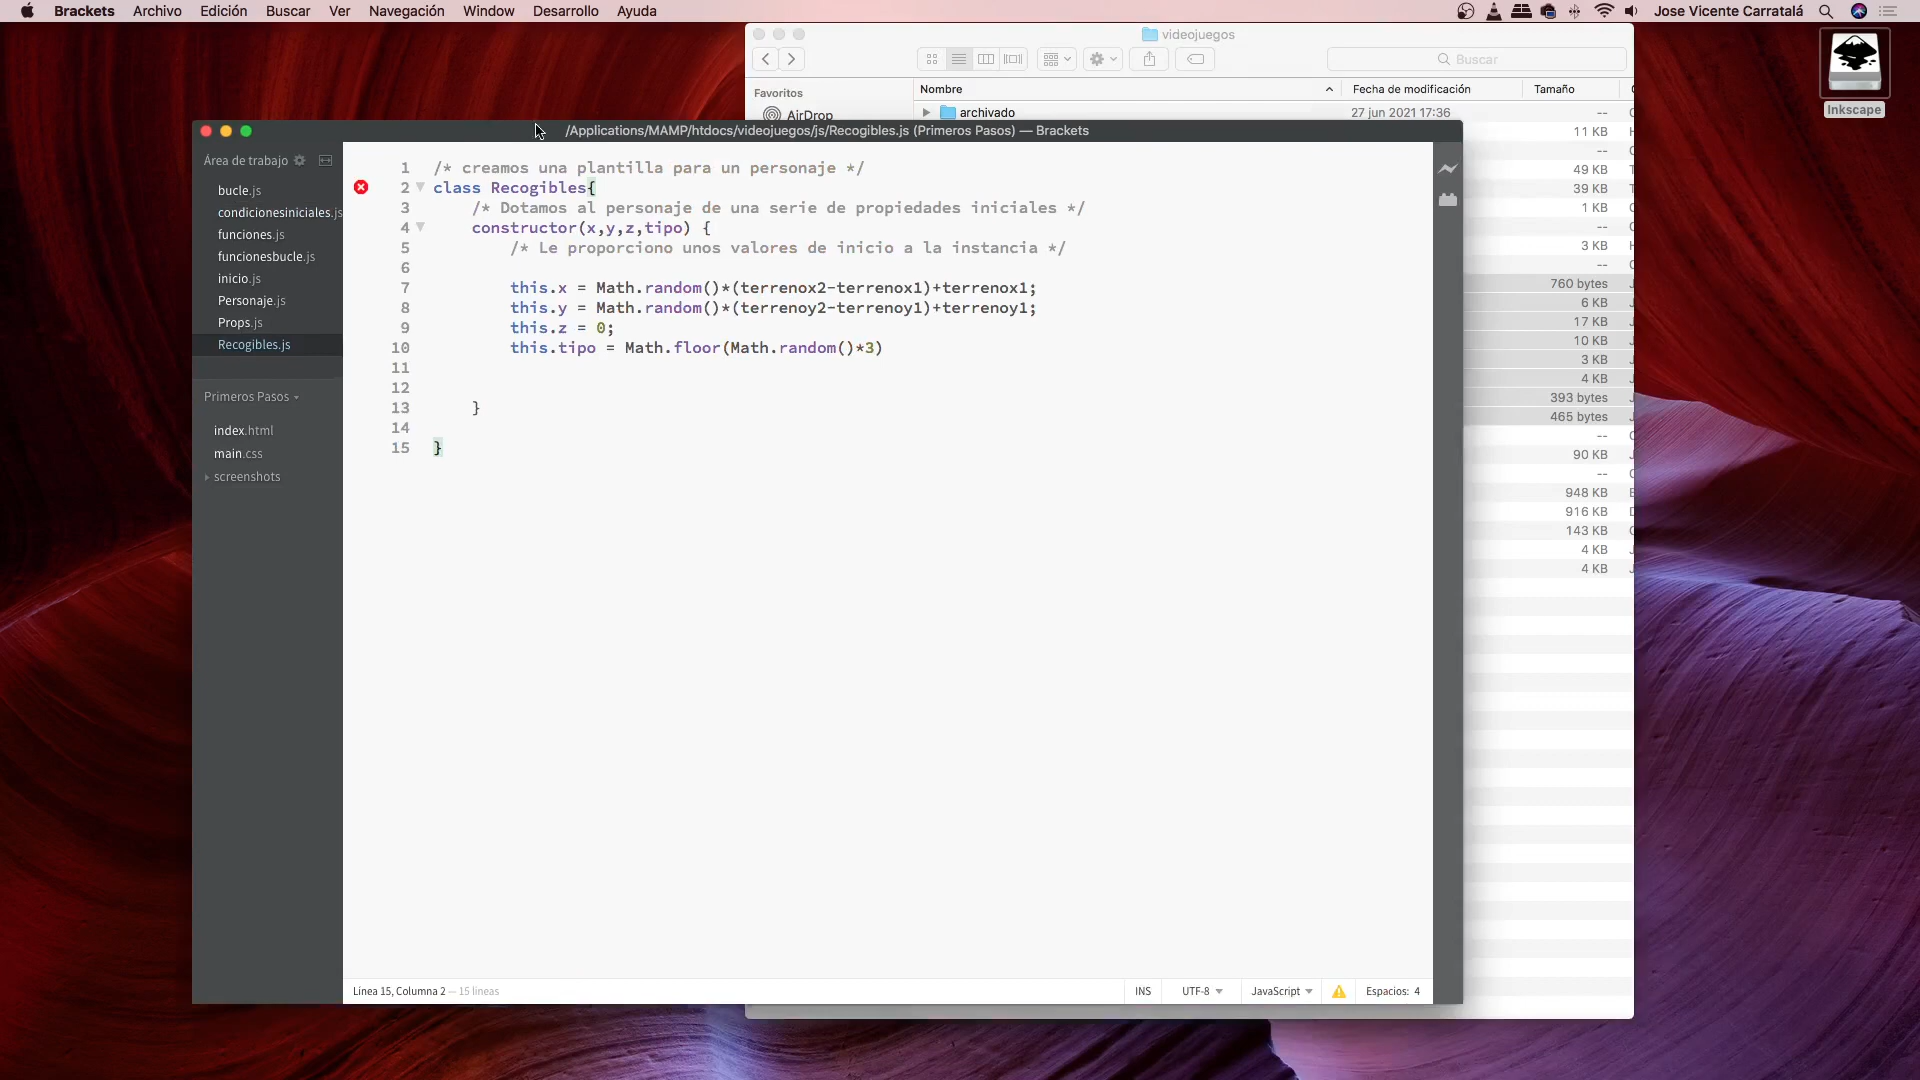 Brackets Archivo Edición Buscar Ver Navegación Window Desarrollo Ayuda Jose Vicente Carratalá
videojuegos
Buscar
Favoritos
AirDrop
Nombre Fecha de modificación Tamaño
archivado 27 jun 2021 17:36 --
11 KB
--
49 KB
39 KB
1 KB
--
3 KB
--
760 bytes
6 KB
17 KB
10 KB
3 KB
4 KB
393 bytes
465 bytes
--
90 KB
--
948 KB
916 KB
143 KB
4 KB
4 KB
Inkscape
/Applications/MAMP/htdocs/videojuegos/js/Recogibles.js (Primeros Pasos) — Brackets
Área de trabajo
bucle.js
condicionesiniciales.js
funciones.js
funcionesbucle.js
inicio.js
Personaje.js
Props.js
Recogibles.js
Primeros Pasos
index.html
main.css
screenshots
1 /* creamos una plantilla para un personaje */
2 class Recogibles{
3 /* Dotamos al personaje de una serie de propiedades iniciales */
4 constructor(x,y,z,tipo) {
5 /* Le proporciono unos valores de inicio a la instancia */
6
7 this.x = Math.random()*(terrenox2-terrenox1)+terrenox1;
8 this.y = Math.random()*(terrenoy2-terrenoy1)+terrenoy1;
9 this.z = 0;
10 this.tipo = Math.floor(Math.random()*3)
11
12
13 }
14
15 }
Línea 15, Columna 2 — 15 líneas
INS UTF-8 JavaScript Espacios: 4